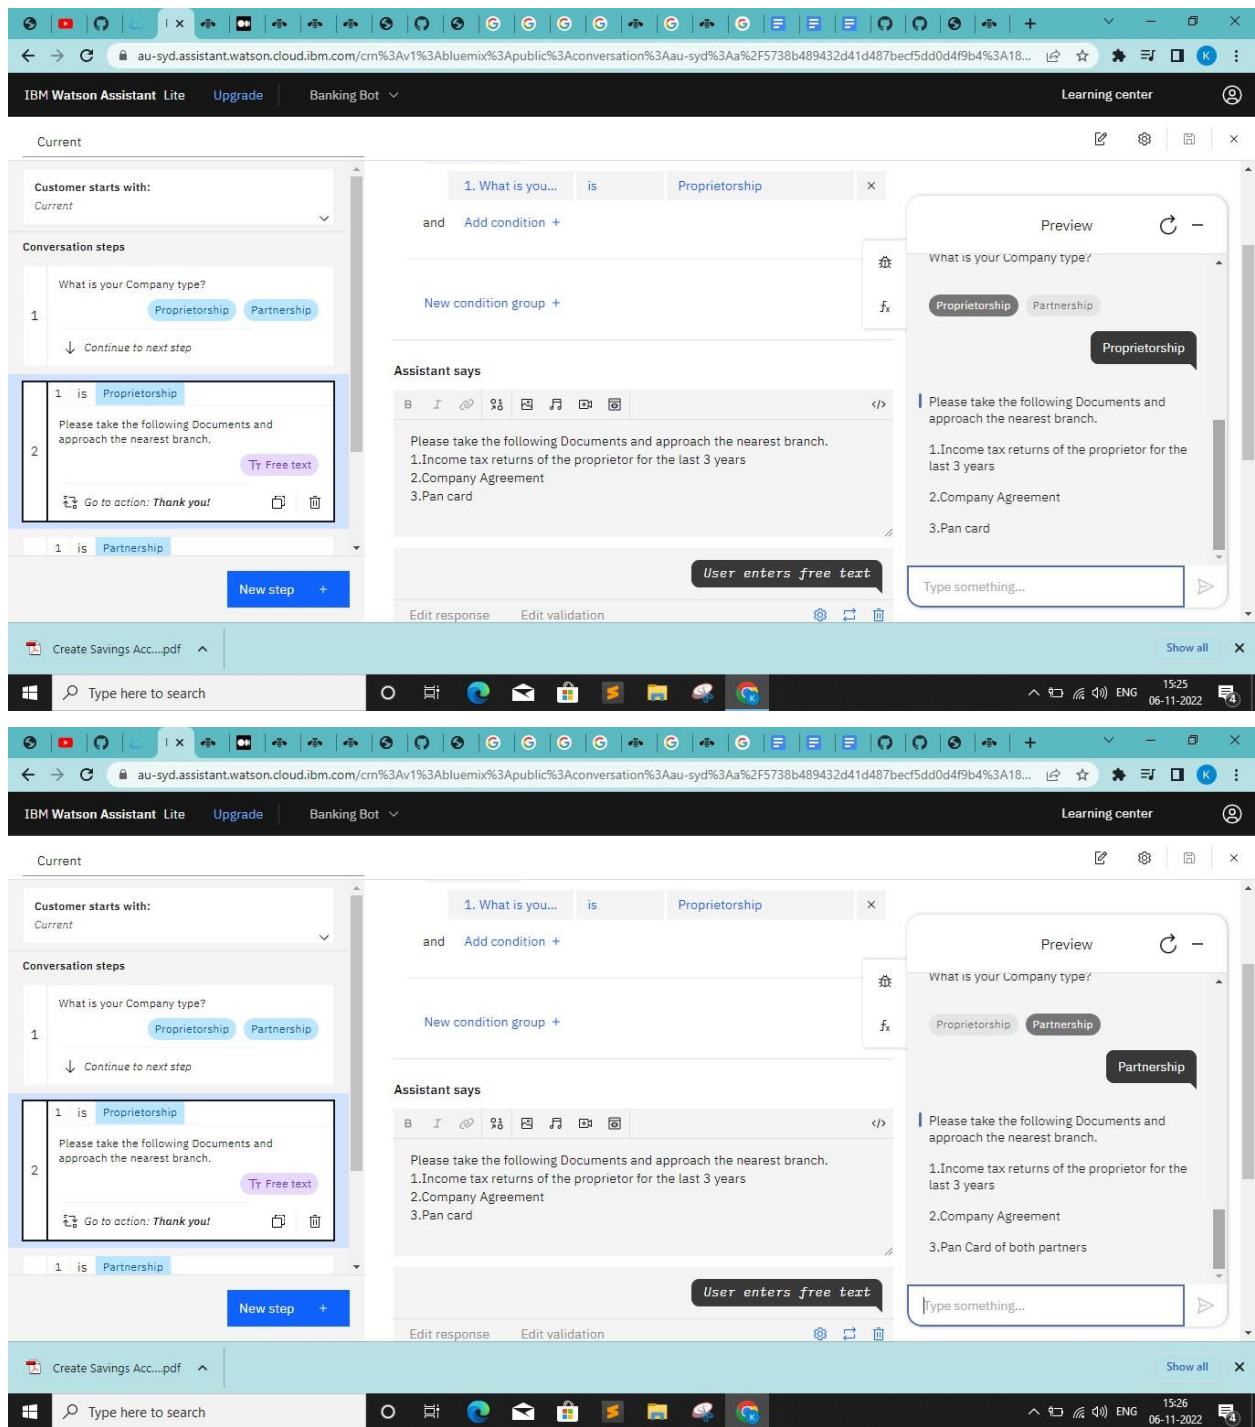 au-syd.assistant.watson.cloud.ibm.com/crn%3Av1%3Abluemix%3Apublic%3Aconversation%3Aau-syd%3Aa%2F5738b489432d41d487becf5dd0d4f9b4%3A18...
K
IBM Watson Assistant Lite Upgrade Banking Bot Learning center
Current
Customer starts with:
Current
Conversation steps
1
What is your Company type?
Proprietorship Partnership
Continue to next step
2
1 is Proprietorship
Please take the following Documents and
approach the nearest branch.
Free text
Go to action: Thank you!
1 is Partnership
New step +
1. What is you... is Proprietorship ×
and Add condition +
New condition group +
Assistant says
B I </>
Please take the following Documents and approach the nearest branch.
1.Income tax returns of the proprietor for the last 3 years
2.Company Agreement
3.Pan card
User enters free text
Edit response Edit validation
fx
Preview
What is your Company type?
Proprietorship Partnership
Proprietorship
Please take the following Documents and
approach the nearest branch.
1.Income tax returns of the proprietor for the
last 3 years
2.Company Agreement
3.Pan card
Type something...
Create Savings Acc....pdf Show all
Type here to search
ENG 15:25
06-11-2022
4
au-syd.assistant.watson.cloud.ibm.com/crn%3Av1%3Abluemix%3Apublic%3Aconversation%3Aau-syd%3Aa%2F5738b489432d41d487becf5dd0d4f9b4%3A18...
K
IBM Watson Assistant Lite Upgrade Banking Bot Learning center
Current
Customer starts with:
Current
Conversation steps
1
What is your Company type?
Proprietorship Partnership
Continue to next step
2
1 is Proprietorship
Please take the following Documents and
approach the nearest branch.
Free text
Go to action: Thank you!
1 is Partnership
New step +
1. What is you... is Proprietorship ×
and Add condition +
New condition group +
Assistant says
B I </>
Please take the following Documents and approach the nearest branch.
1.Income tax returns of the proprietor for the last 3 years
2.Company Agreement
3.Pan card
User enters free text
Edit response Edit validation
fx
Preview
What is your Company type?
Proprietorship Partnership
Partnership
Please take the following Documents and
approach the nearest branch.
1.Income tax returns of the proprietor for the
last 3 years
2.Company Agreement
3.Pan Card of both partners
Type something...
Create Savings Acc....pdf Show all
Type here to search
ENG 15:26
06-11-2022
4